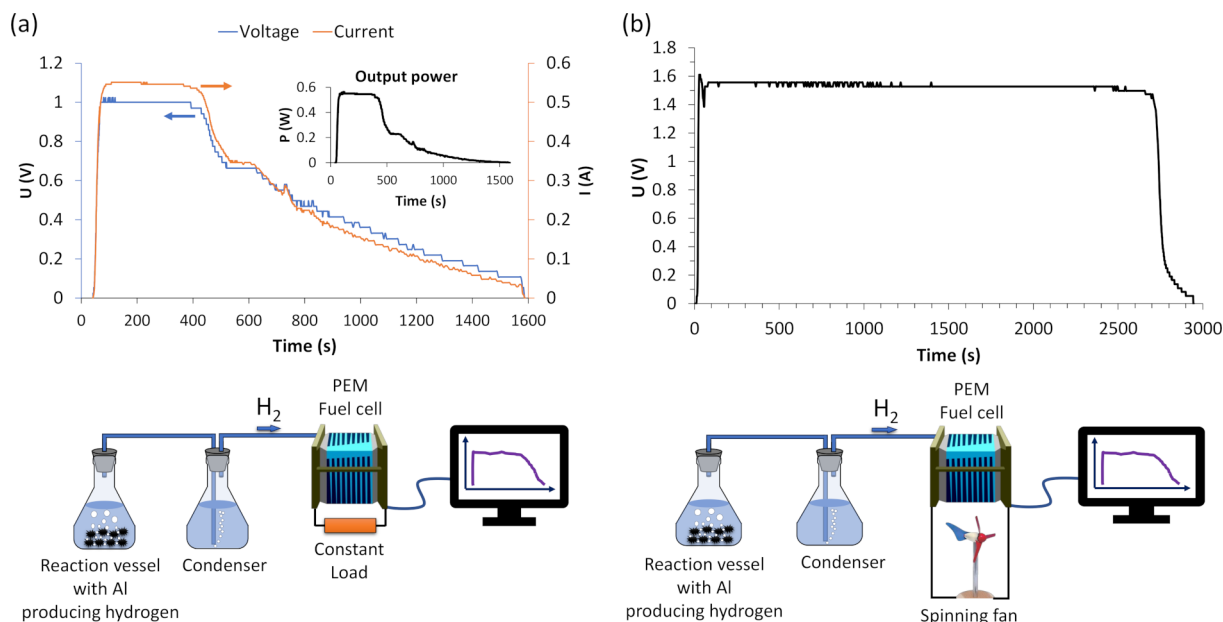 (a)
Voltage
Current
1.2
1
0.8
0.6
0.4
0.2
0
U (V)
0.6
0.5
0.4
0.3
0.2
0.1
0
I (A)
Output power
0.6
0.4
0.2
0
P (W)
0 500 1000 1500
Time (s)
0 200 400 600 800 1000 1200 1400 1600
Time (s)
PEM
Fuel cell
H2
Reaction vessel
with Al
producing hydrogen
Condenser
Constant
Load
(b)
1.8
1.6
1.4
1.2
1
0.8
0.6
0.4
0.2
0
U (V)
0 500 1000 1500 2000 2500 3000
Time (s)
PEM
Fuel cell
H2
Reaction vessel
with Al
producing hydrogen
Condenser
Spinning fan